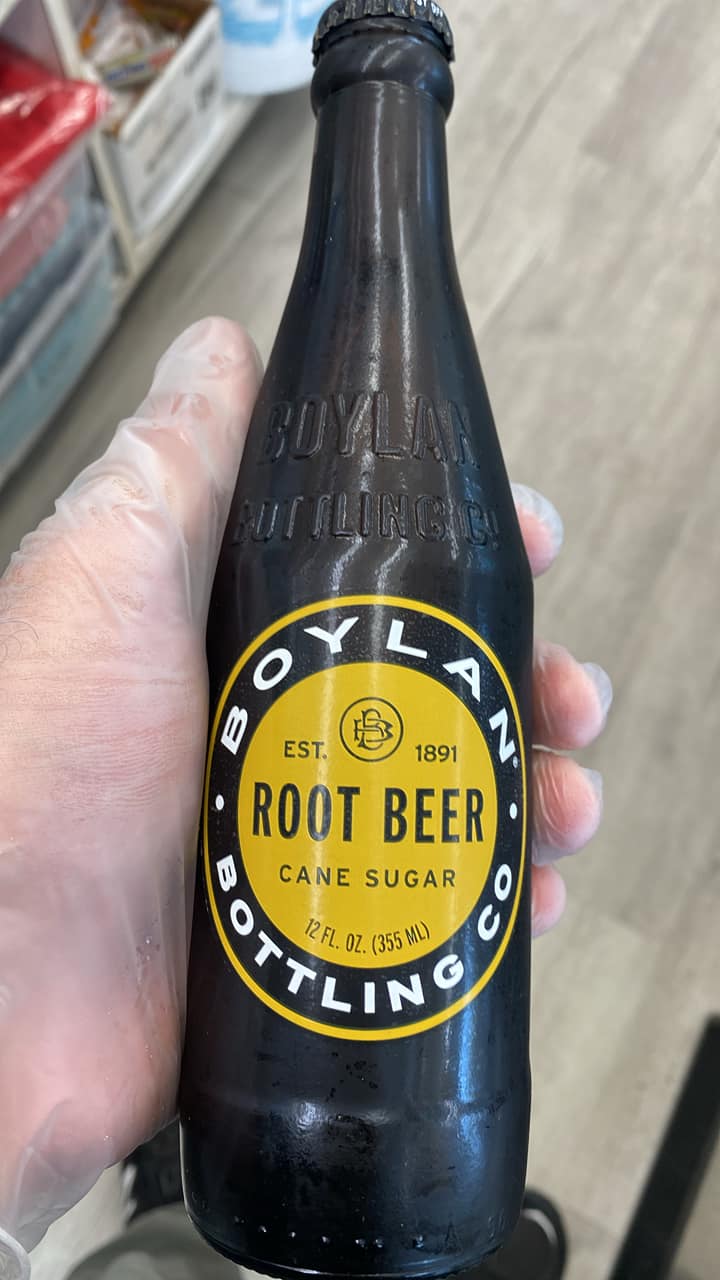 BOYLAN
BOTTLING CO
BOYLAN®
EST. 1891
ROOT BEER
CANE SUGAR
12 FL. OZ. (355 ML)
BOTTLING CO